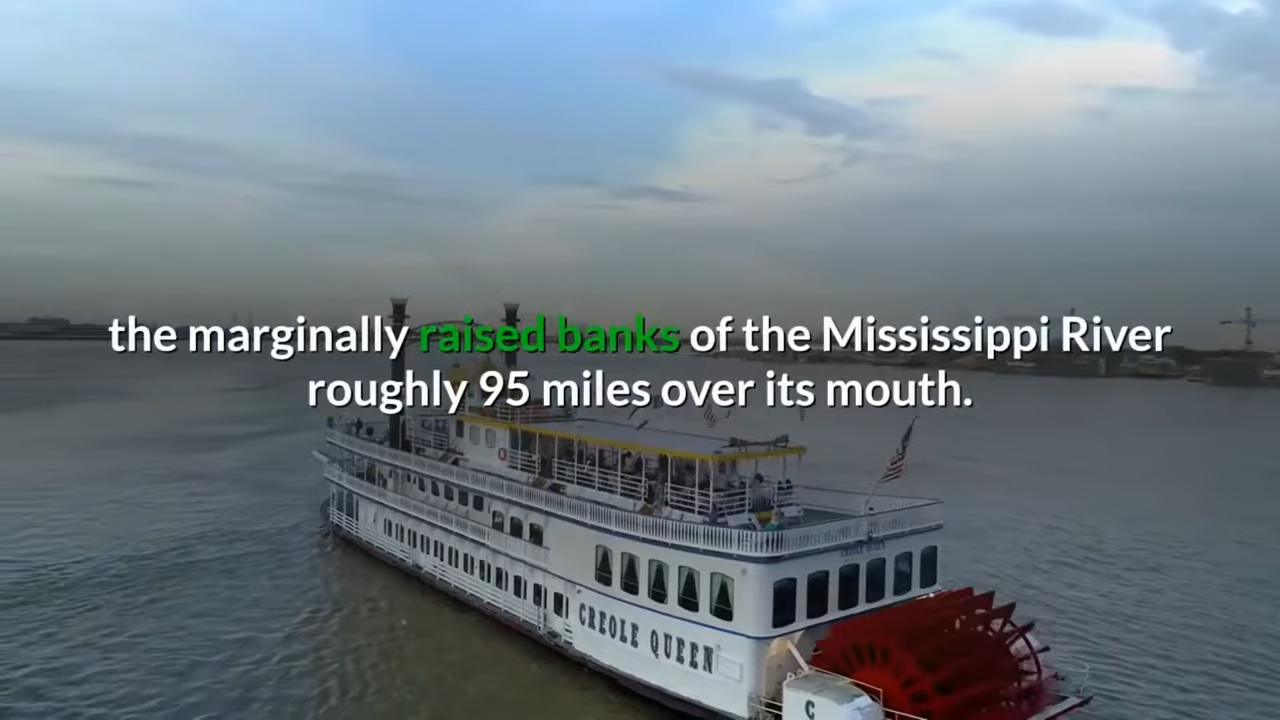 the marginally raised banks of the Mississippi River
roughly 95 miles over its mouth.
CREOLE QUEEN
C